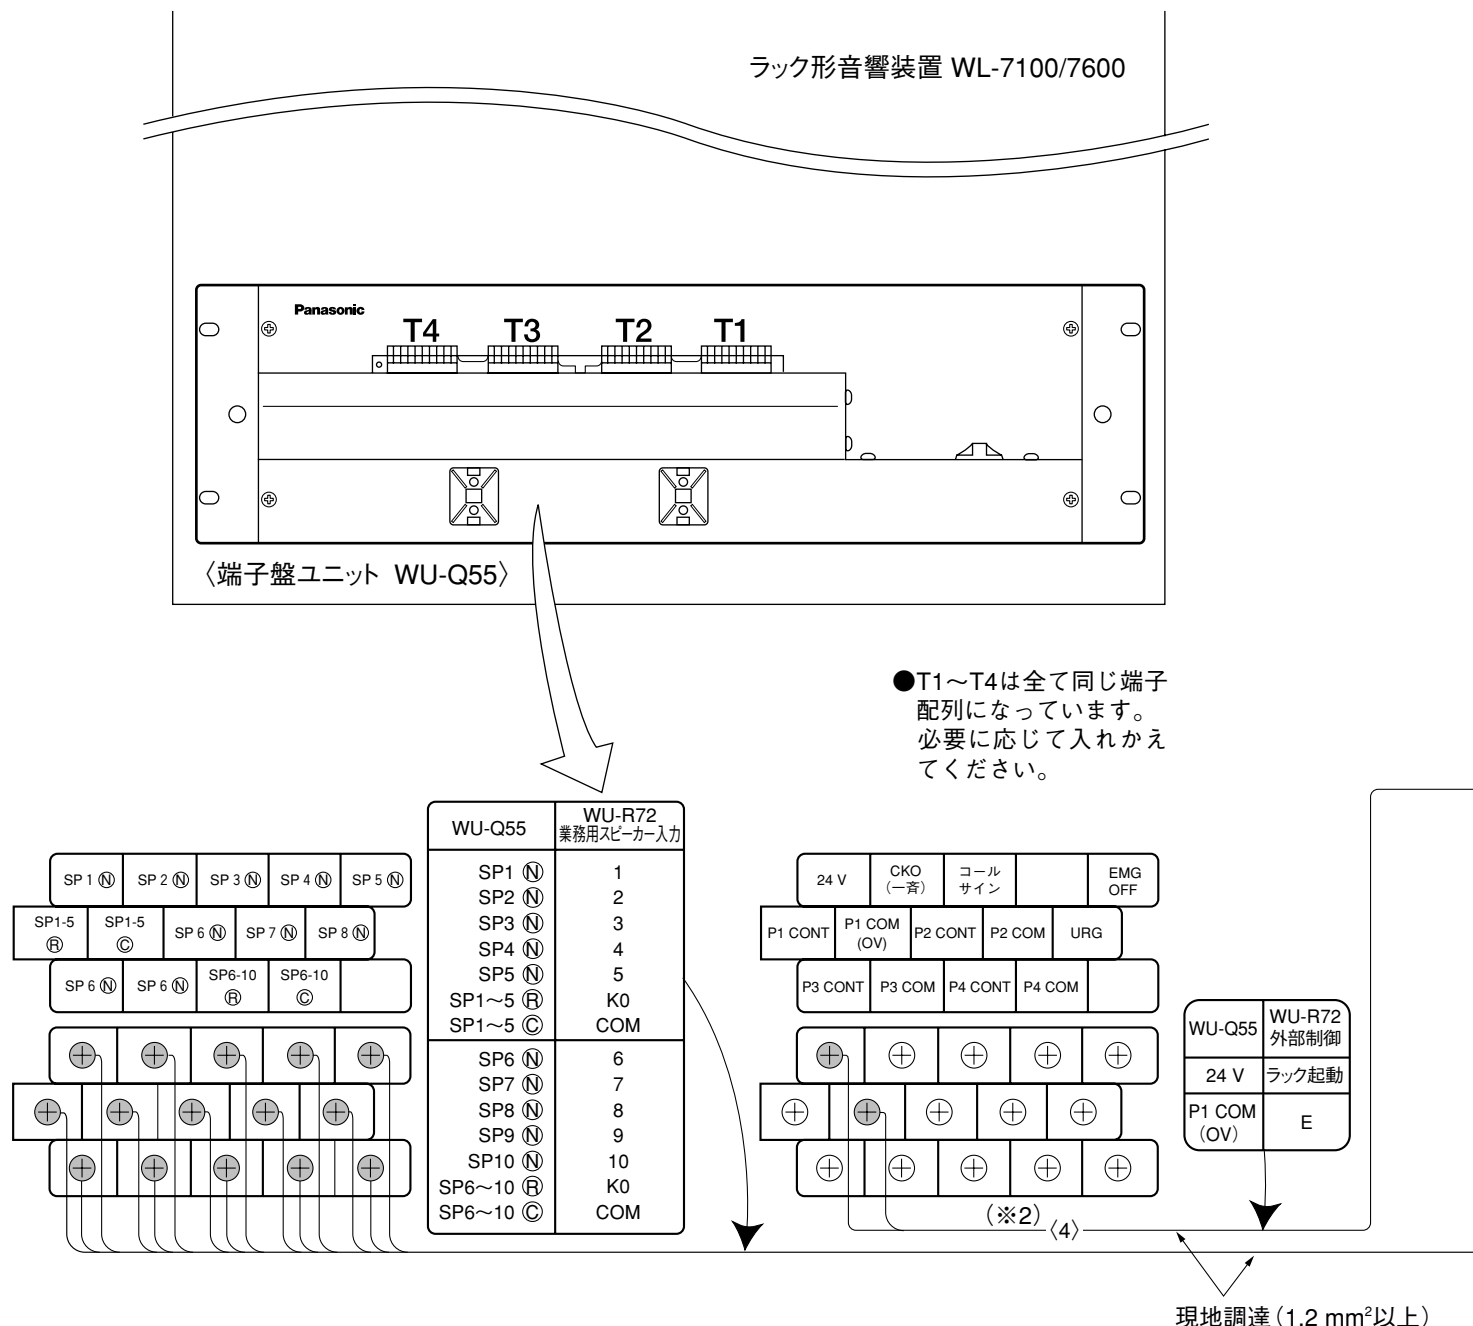 ラック形音響装置 WL-7100/7600
Panasonic
T4 T3 T2 T1
〈端子盤ユニット WU-Q55〉
●T1～T4は全て同じ端子
配列になっています。
必要に応じて入れかえ
てください。
WU-Q55 WU-R72
業務用スピーカー入力
SP1 Ⓝ 1
SP2 Ⓝ 2
SP3 Ⓝ 3
SP4 Ⓝ 4
SP5 Ⓝ 5
SP1～5 Ⓡ K0
SP1～5 Ⓒ COM
SP6 Ⓝ 6
SP7 Ⓝ 7
SP8 Ⓝ 8
SP9 Ⓝ 9
SP10 Ⓝ 10
SP6～10 Ⓡ K0
SP6～10 Ⓒ COM
SP 1 Ⓝ SP 2 Ⓝ SP 3 Ⓝ SP 4 Ⓝ SP 5 Ⓝ
SP1-5 Ⓡ SP1-5 Ⓒ SP 6 Ⓝ SP 7 Ⓝ SP 8 Ⓝ
SP 6 Ⓝ SP 6 Ⓝ SP6-10 Ⓡ SP6-10 Ⓒ
24 V CKO (一斉) コールサイン EMG OFF
P1 CONT P1 COM (OV) P2 CONT P2 COM URG
P3 CONT P3 COM P4 CONT P4 COM
WU-Q55 WU-R72 外部制御
24 V ラック起動
P1 COM (OV) E
(※2)
〈4〉
現地調達（1.2 mm²以上）